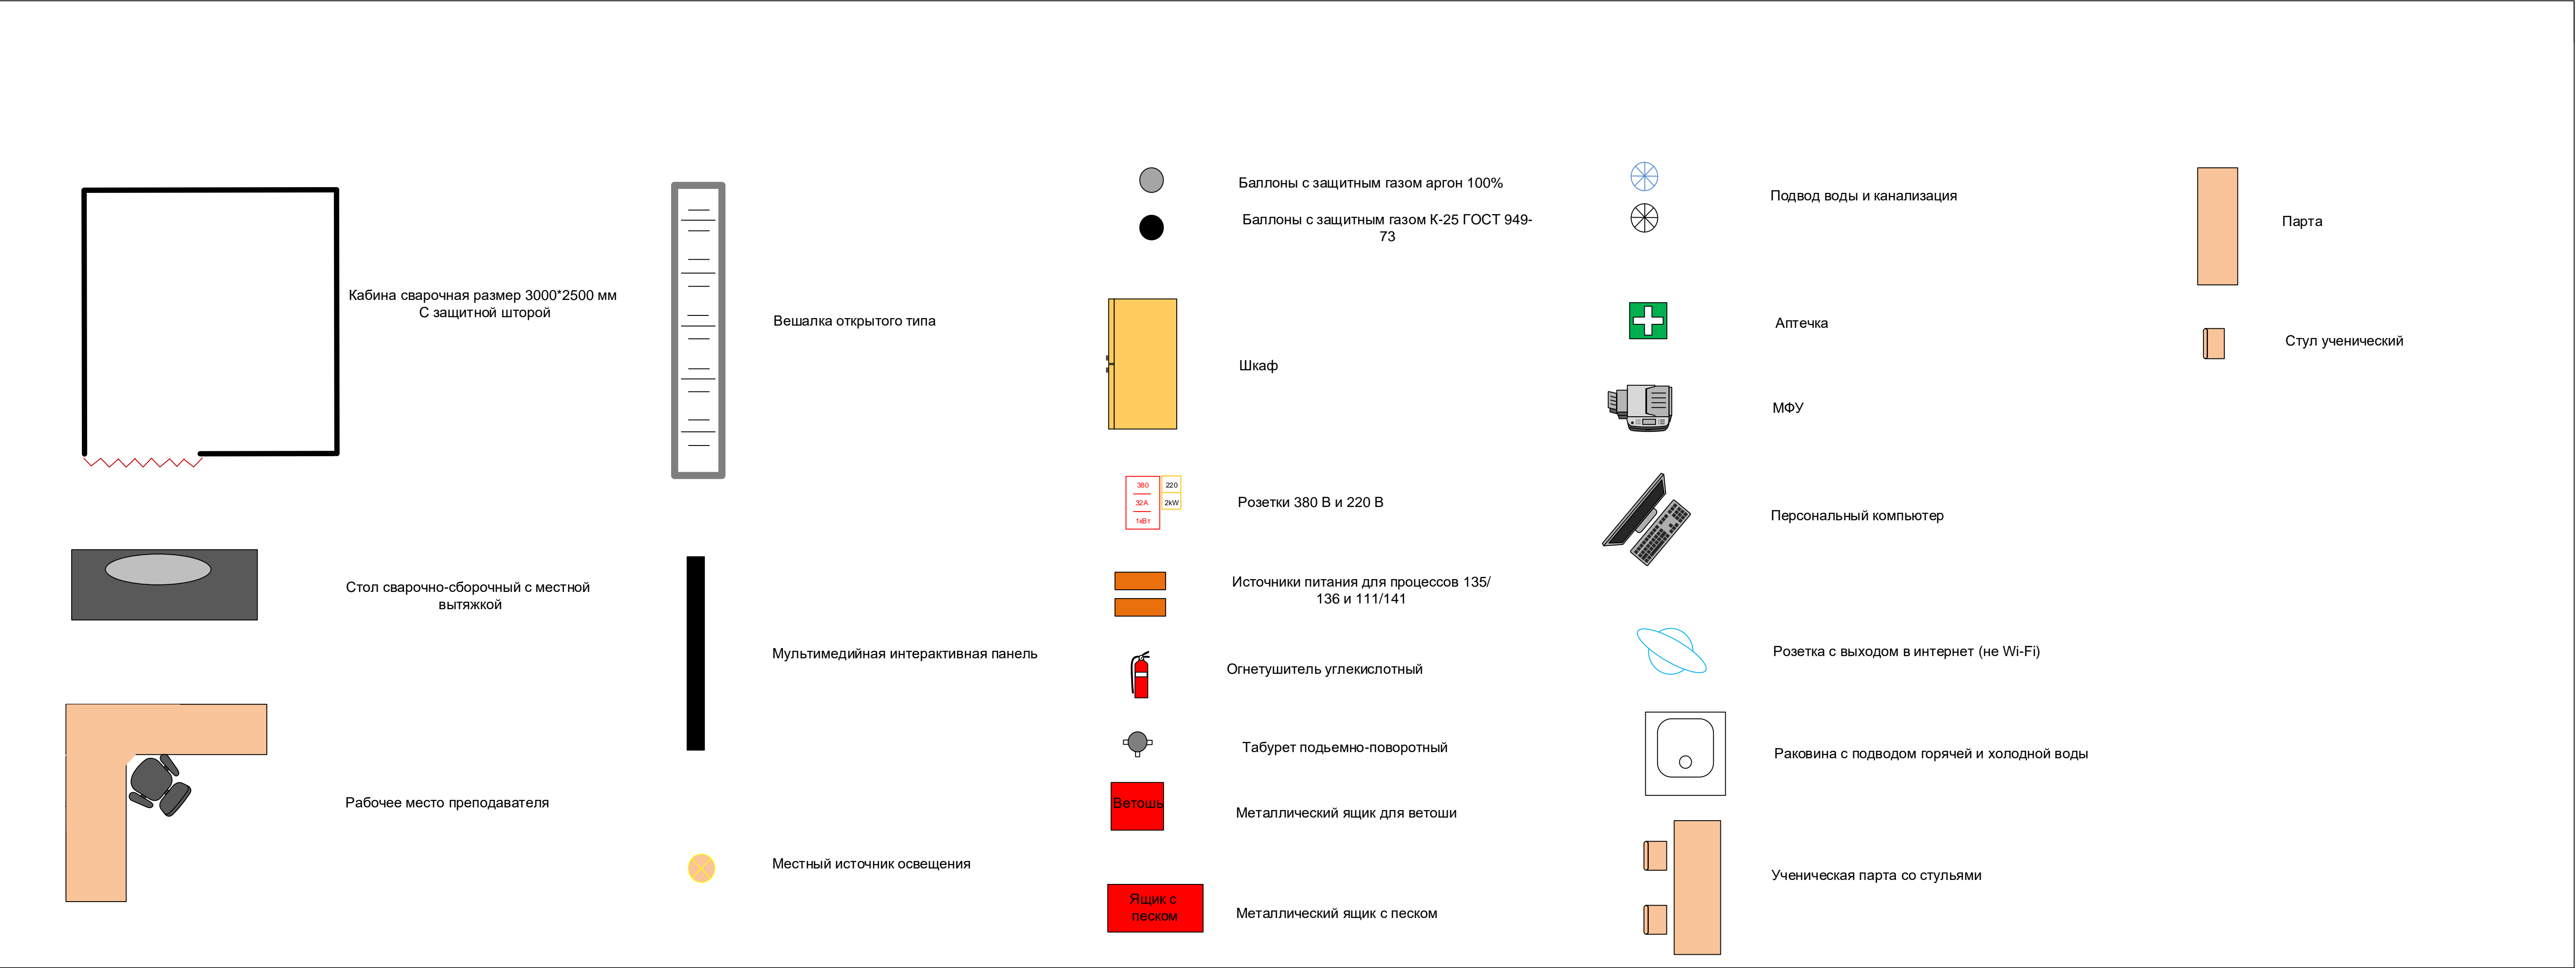 Кабина сварочная размер 3000*2500 мм
С защитной шторой
Стол сварочно-сборочный с местной
вытяжкой
Рабочее место преподавателя
Вешалка открытого типа
Мультимедийная интерактивная панель
Местный источник освещения
Баллоны с защитным газом аргон 100%
Баллоны с защитным газом К-25 ГОСТ 949-
73
Шкаф
380
32А
1кВт
220
2kW
Розетки 380 В и 220 В
Источники питания для процессов 135/
136 и 111/141
Огнетушитель углекислотный
Табурет подьемно-поворотный
Ветошь
Металлический ящик для ветоши
Ящик с
песком
Металлический ящик с песком
Подвод воды и канализация
Аптечка
МФУ
Персональный компьютер
Розетка с выходом в интернет (не Wi-Fi)
Раковина с подводом горячей и холодной воды
Ученическая парта со стульями
Парта
Стул ученический